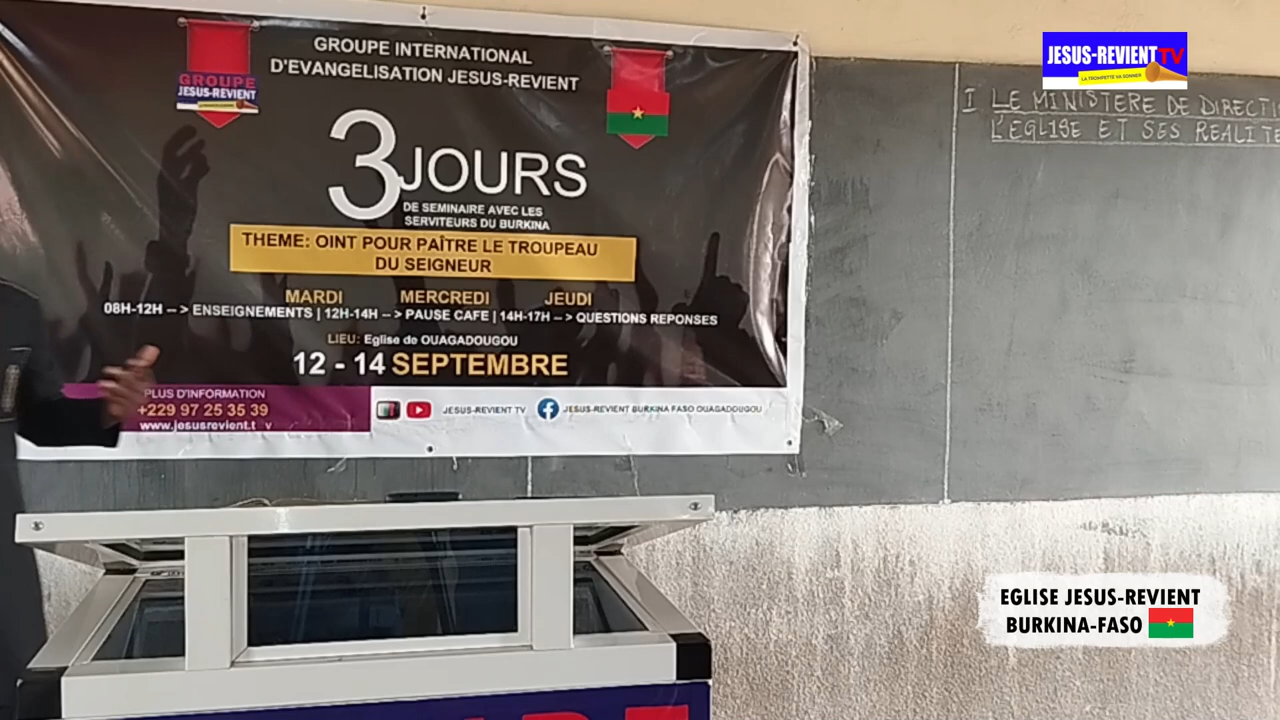 GROUPE
JESUS-REVIENT
GROUPE INTERNATIONAL
D'EVANGELISATION JESUS-REVIENT
3 JOURS
DE SEMINAIRE AVEC LES
SERVITEURS DU BURKINA
THEME: OINT POUR PAÎTRE LE TROUPEAU
DU SEIGNEUR
MARDI MERCREDI JEUDI
08H-12H --> ENSEIGNEMENTS | 12H-14H --> PAUSE CAFE | 14H-17H --> QUESTIONS REPONSES
LIEU: Eglise de OUAGADOUGOU
12 - 14 SEPTEMBRE
PLUS D'INFORMATION
+229 97 25 35 39
www.jesusrevient.t v
JESUS-REVIENT TV JESUS-REVIENT BURKINA FASO OUAGADOUGOU
JESUS-REVIENT TV
LA TROMPETTE VA SONNER
I LE MINISTERE DE DIRECTI
L'EGLISE ET SES REALITE
EGLISE JESUS-REVIENT
BURKINA-FASO